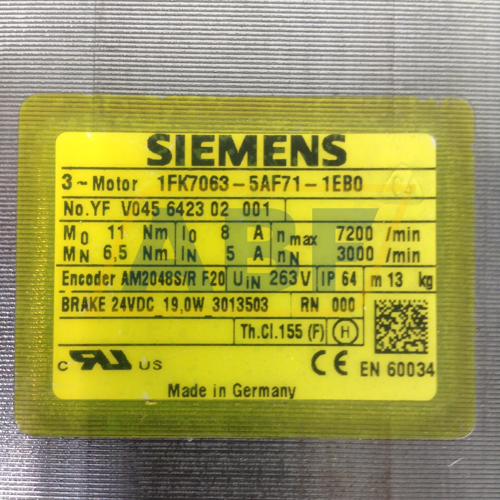 SIEMENS
3~Motor 1FK7063-5AF71-1EB0
No.YF V045 6423 02 001
M0 11 Nm I0 8 A nmax 7200 /min
MN 6,5 Nm IN 5 A nN 3000 /min
Encoder AM2048S/R F20 UIN 263V IP 64 m 13 kg
BRAKE 24VDC 19,0W 3013503 RN 000
Th.Cl.155 (F) H
c RU US CE EN 60034
Made in Germany